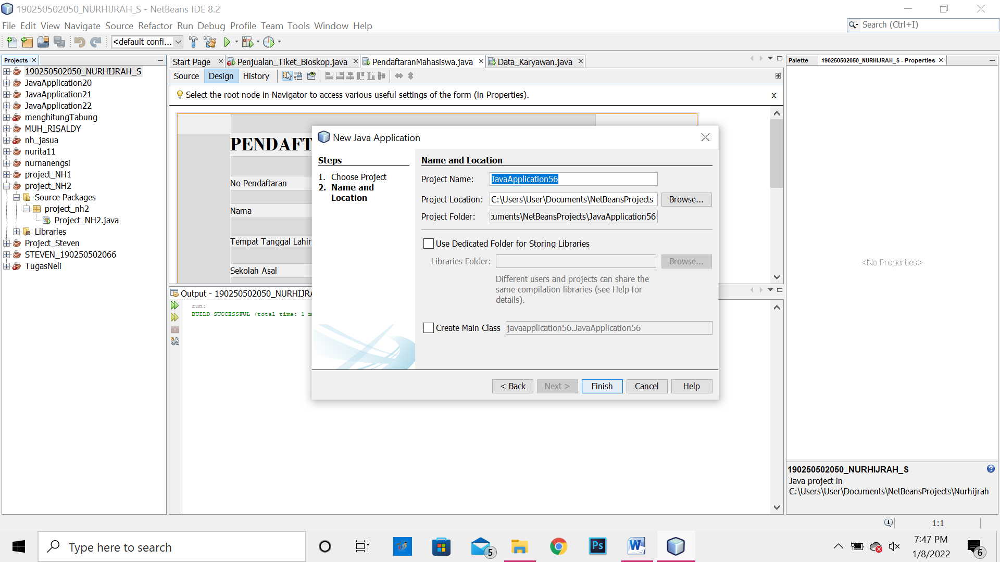 190250502050_NURHIJRAH_S - NetBeans IDE 8.2
File Edit View Navigate Source Refactor Run Debug Profile Team Tools Window Help
Search (Ctrl+I)
<default confi...
Projects
190250502050_NURHIJRAH_S
JavaApplication20
JavaApplication21
JavaApplication22
menghitungTabung
MUH_RISALDY
nh_jasua
nurita11
nurnanengsi
project_NH1
project_NH2
Source Packages
project_nh2
Project_NH2.java
Libraries
Project_Steven
STEVEN_190250502066
TugasNeli
Start Page Penjualan_Tiket_Bioskop.java PendaftaranMahasiswa.java Data_Karyawan.java
Source Design History
Select the root node in Navigator to access various useful settings of the form (in Properties). x
PENDAFT
No Pendaftaran
Nama
Tempat Tanggal Lahir
Sekolah Asal
Output - 190250502050_NURHIJRA
run:
BUILD SUCCESSFUL (total time: 1 m
New Java Application
Steps
1. Choose Project
2. Name and
Location
Name and Location
Project Name: JavaApplication56
Project Location: C:\Users\User\Documents\NetBeansProjects Browse...
Project Folder: cuments\NetBeansProjects\JavaApplication56
Use Dedicated Folder for Storing Libraries
Libraries Folder: Browse...
Different users and projects can share the
same compilation libraries (see Help for
details).
Create Main Class javaapplication56.JavaApplication56
< Back Next > Finish Cancel Help
Palette 190250502050_NURHIJRAH_S - Properties
<No Properties>
190250502050_NURHIJRAH_S
Java project in
C:\Users\User\Documents\NetBeansProjects\Nurhijrah
1:1
Type here to search
5
Ps
7:47 PM
1/8/2022
6